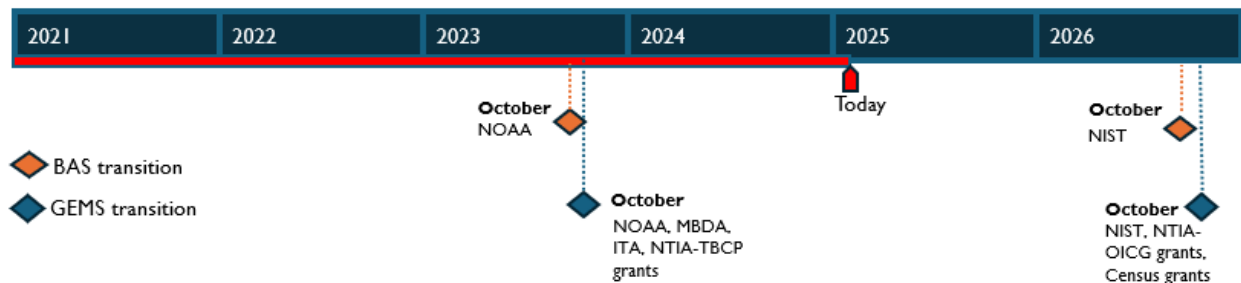 2021
2022
2023
2024
2025
2026
October
NOAA
Today
October
NIST
BAS transition
GEMS transition
October
NOAA, MBDA,
ITA, NTIA-TBCP
grants
October
NIST, NTIA-
OICG grants,
Census grants